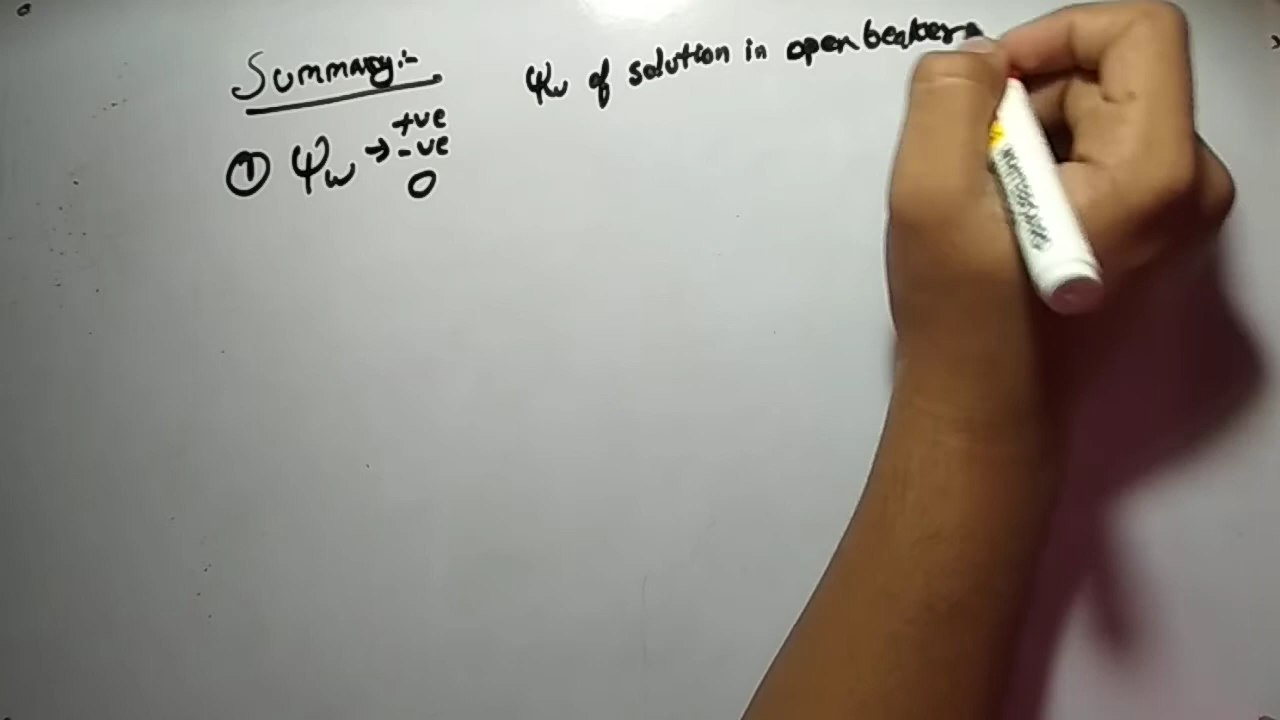 Summary:-
① Ψw → +ve
-ve
0
Ψw of solution in open beaker